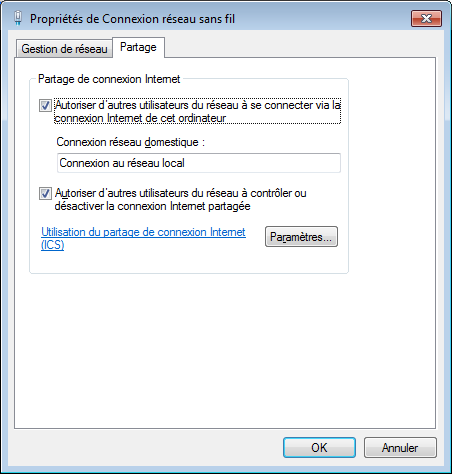 Propriétés de Connexion réseau sans fil
Gestion de réseau
Partage
Partage de connexion Internet
Autoriser d'autres utilisateurs du réseau à se connecter via la
connexion Internet de cet ordinateur
Connexion réseau domestique :
Connexion au réseau local
Autoriser d'autres utilisateurs du réseau à contrôler ou
désactiver la connexion Internet partagée
Utilisation du partage de connexion Internet
(ICS)
Paramètres...
OK
Annuler